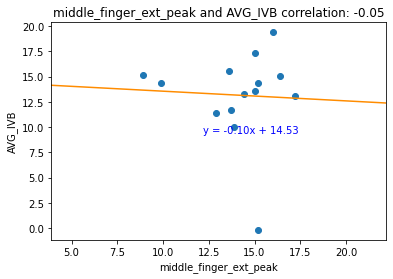 middle_finger_ext_peak and AVG_IVB correlation: -0.05
20.0
17.5
15.0
12.5
10.0
7.5
5.0
2.5
0.0
AVG_IVB
y = -0.10x + 14.53
5.0 7.5 10.0 12.5 15.0 17.5 20.0
middle_finger_ext_peak